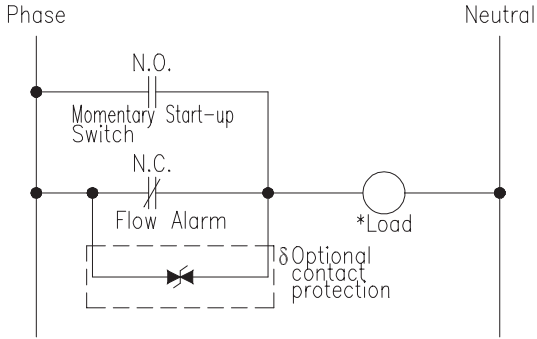 Phase
Neutral
N.O.
Momentary Start-up
Switch
N.C.
Flow Alarm
*Load
δ Optional
contact
protection